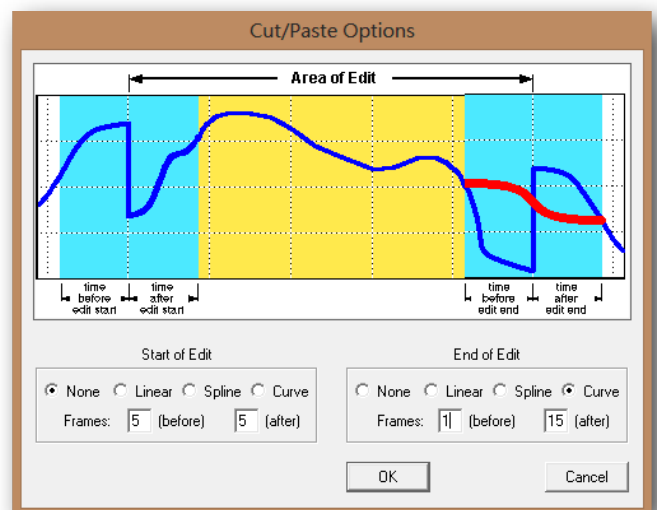 Cut/Paste Options
Area of Edit
time before edit start
time after edit start
time before edit end
time after edit end
Start of Edit
None Linear Spline Curve
Frames: 5 (before) 5 (after)
End of Edit
None Linear Spline Curve
Frames: 1 (before) 15 (after)
OK Cancel